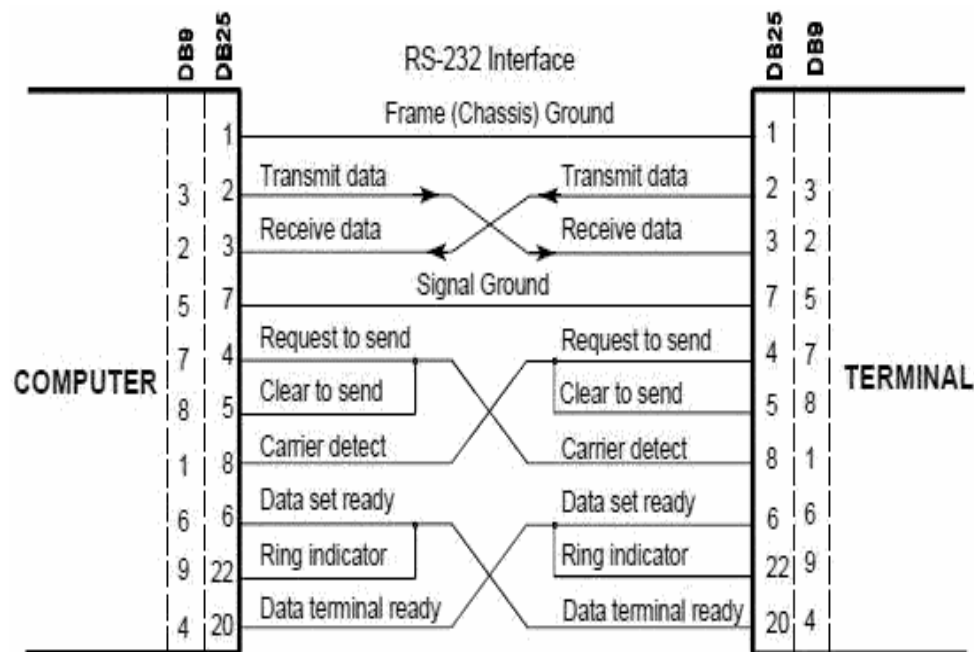 DB9 DB25 RS-232 Interface DB25 DB9
Frame (Chassis) Ground
1 1
Transmit data Transmit data
3 2 2 3
Receive data Receive data
2 3 3 2
Signal Ground
5 7 7 5
Request to send Request to send
7 4 4 7
COMPUTER TERMINAL
Clear to send Clear to send
8 5 5 8
Carrier detect Carrier detect
1 8 8 1
Data set ready Data set ready
6 6 6 6
Ring indicator Ring indicator
9 22 22 9
Data terminal ready Data terminal ready
4 20 20 4